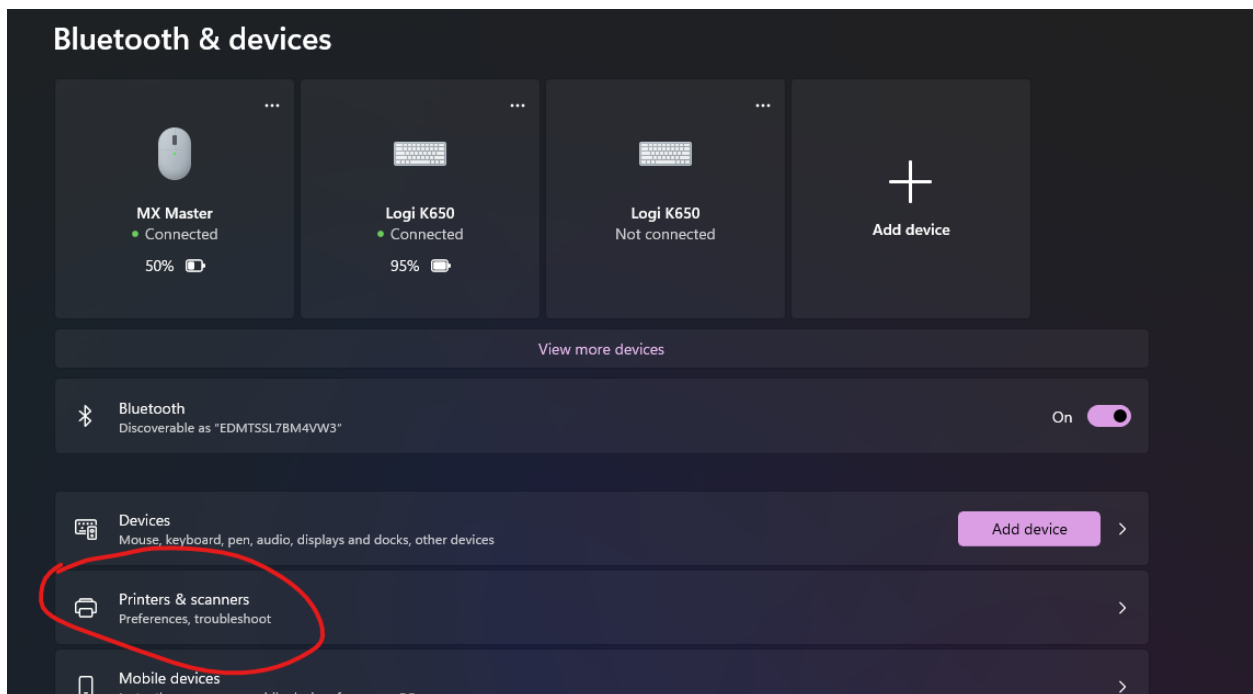 Bluetooth & devices
MX Master
Connected
50%
Logi K650
Connected
95%
Logi K650
Not connected
Add device
View more devices
Bluetooth
Discoverable as “EDMTSSL7BM4VW3”
On
Devices
Mouse, keyboard, pen, audio, displays and docks, other devices
Add device
Printers & scanners
Preferences, troubleshoot
Mobile devices